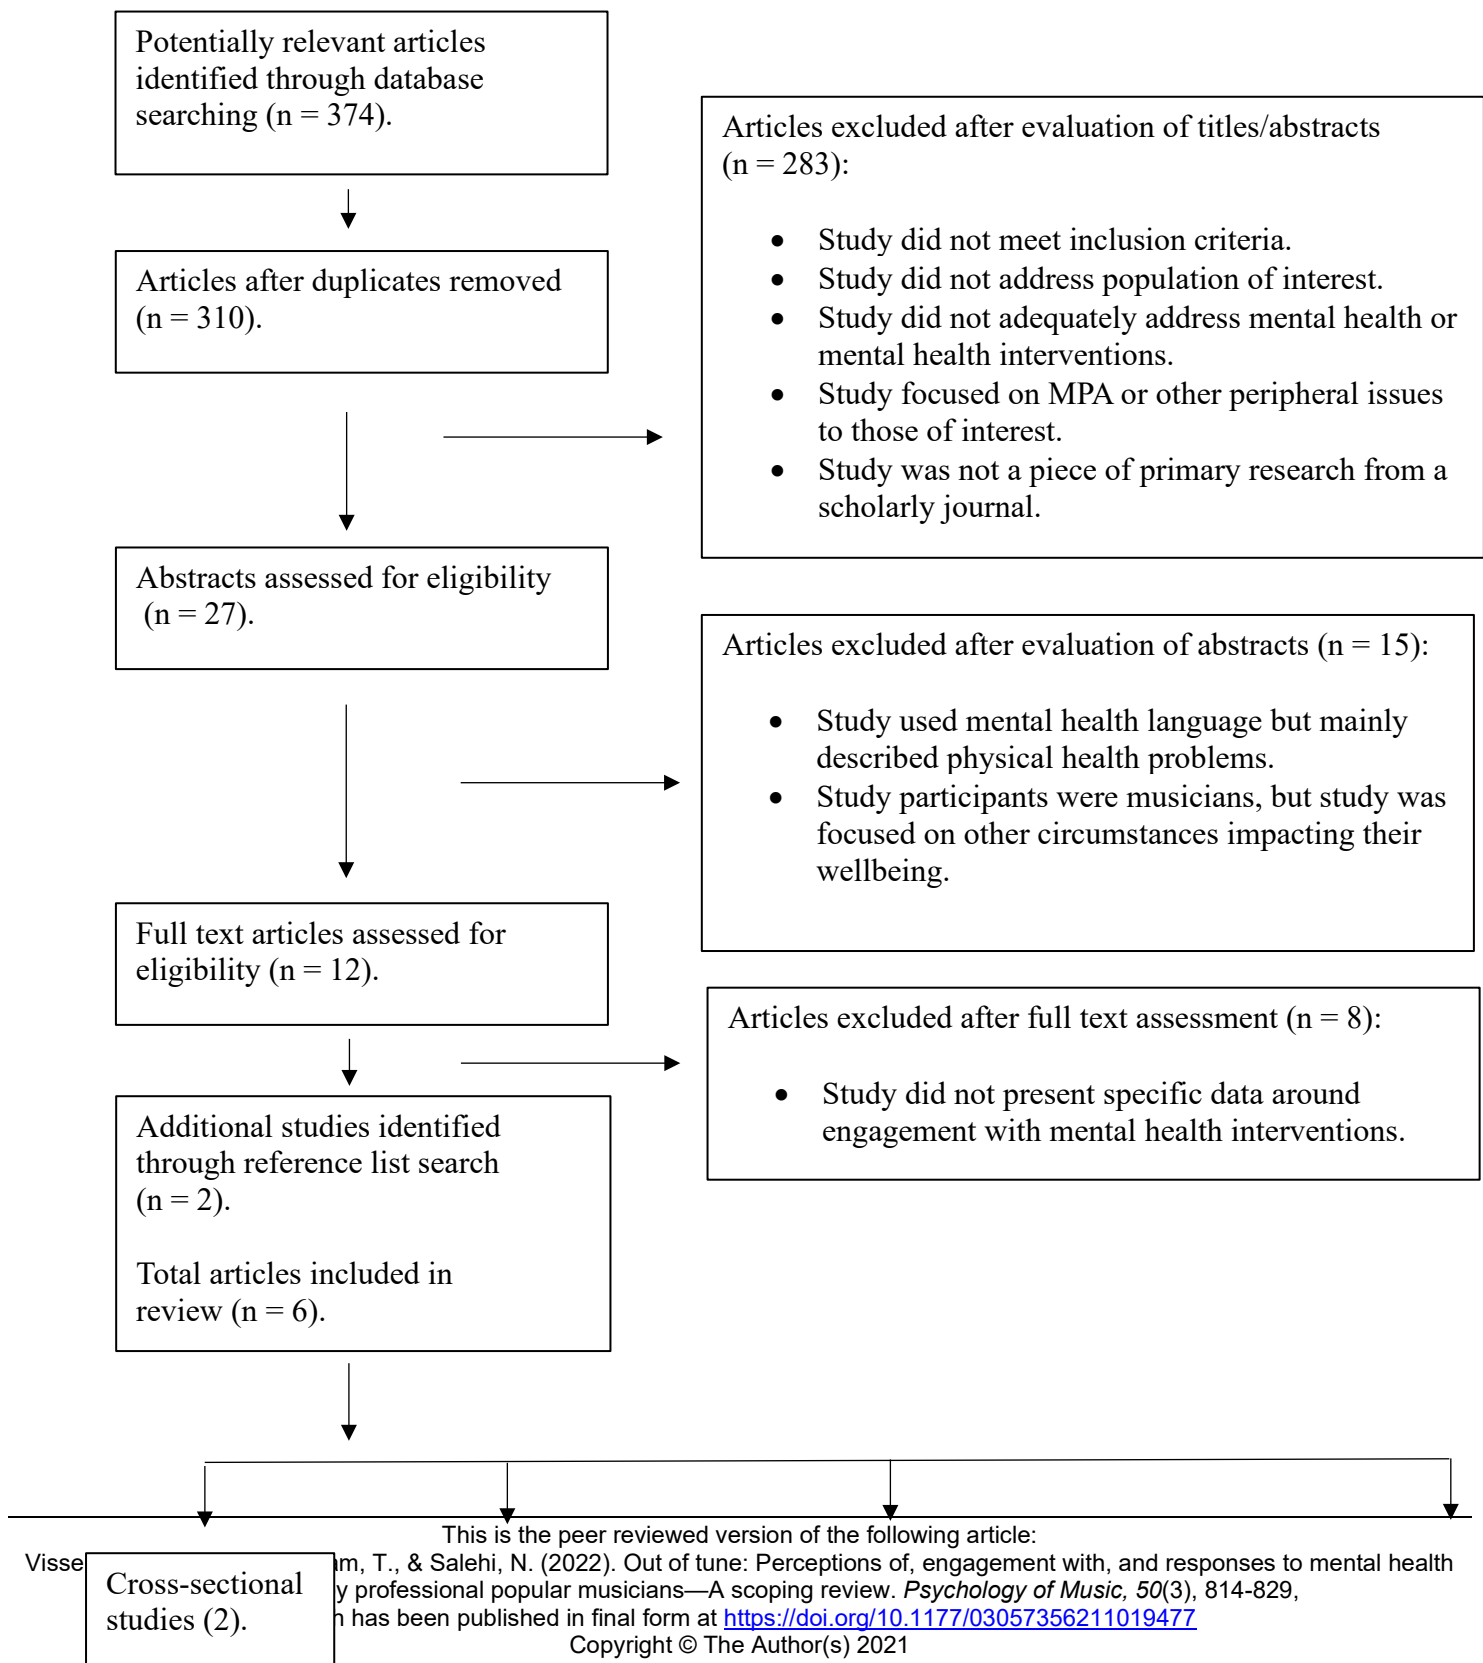 Potentially relevant articles
identified through database
searching (n = 374).
Articles excluded after evaluation of titles/abstracts
(n = 283):
• Study did not meet inclusion criteria.
• Study did not address population of interest.
• Study did not adequately address mental health or
mental health interventions.
• Study focused on MPA or other peripheral issues
to those of interest.
• Study was not a piece of primary research from a
scholarly journal.
Articles after duplicates removed
(n = 310).
Abstracts assessed for eligibility
(n = 27).
Articles excluded after evaluation of abstracts (n = 15):
• Study used mental health language but mainly
described physical health problems.
• Study participants were musicians, but study was
focused on other circumstances impacting their
wellbeing.
Full text articles assessed for
eligibility (n = 12).
Articles excluded after full text assessment (n = 8):
• Study did not present specific data around
engagement with mental health interventions.
Additional studies identified
through reference list search
(n = 2).
Total articles included in
review (n = 6).
This is the peer reviewed version of the following article:
T., & Salehi, N. (2022). Out of tune: Perceptions of, engagement with, and responses to mental health
professional popular musicians—A scoping review. Psychology of Music, 50(3), 814-829,
has been published in final form at https://doi.org/10.1177/03057356211019477
Copyright © The Author(s) 2021
Cross-sectional
studies (2).